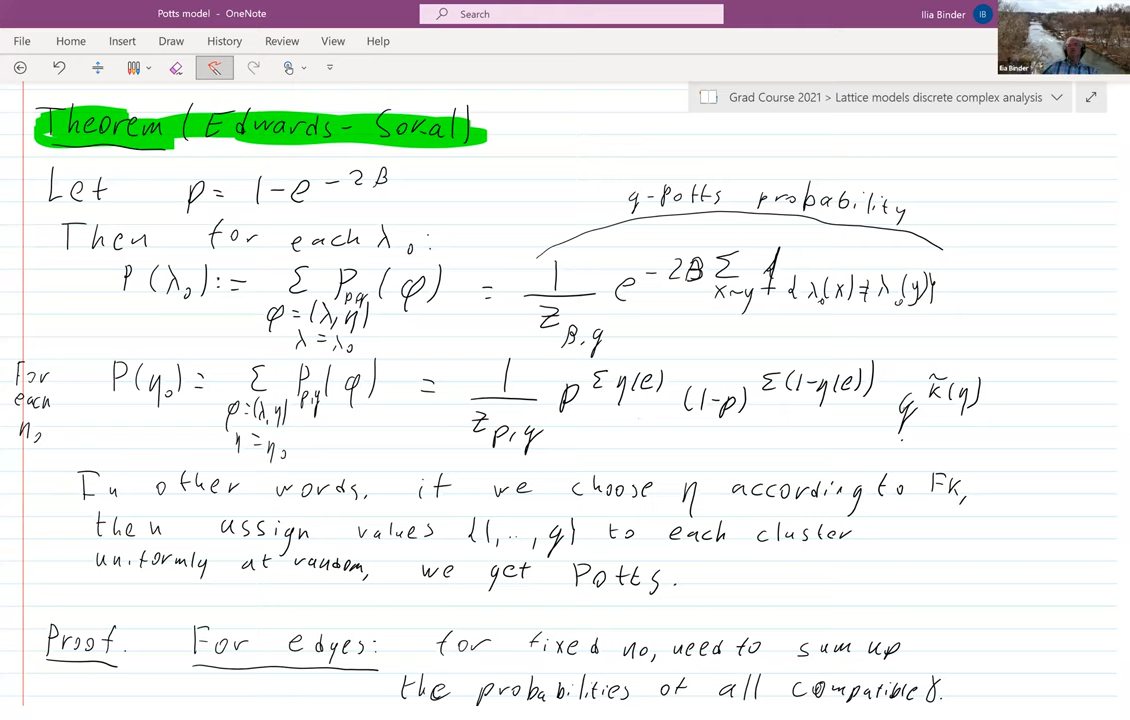 Potts model - OneNote
Search
Ilia Binder
IB
File Home Insert Draw History Review View Help
Ilia Binder
Grad Course 2021 > Lattice models discrete complex analysis
Theorem (Edwards-Sokal)
Let p = 1-e^{-2β}
q-Potts probability
Then for each λ₀:
P(λ₀) := Σ P_{p,q}(φ) = 1/Z_{β,q} e^{-2β Σ_{x~y} 1{λ₀(x)≠λ₀(y)}}
φ=(λ,η)
λ=λ₀
For each η₀
P(η₀) = Σ P_{p,q}(φ) = 1/Z_{p,q} p^{Σ η(e)} (1-p)^{Σ(1-η(e))} q^{k̃(η)}
φ=(λ,η)
η=η₀
In other words, if we choose η according to FK,
then assign values {1,..,q} to each cluster
uniformly at random, we get Potts.
Proof. For edges: for fixed η₀, need to sum up
the probabilities of all compatible γ.